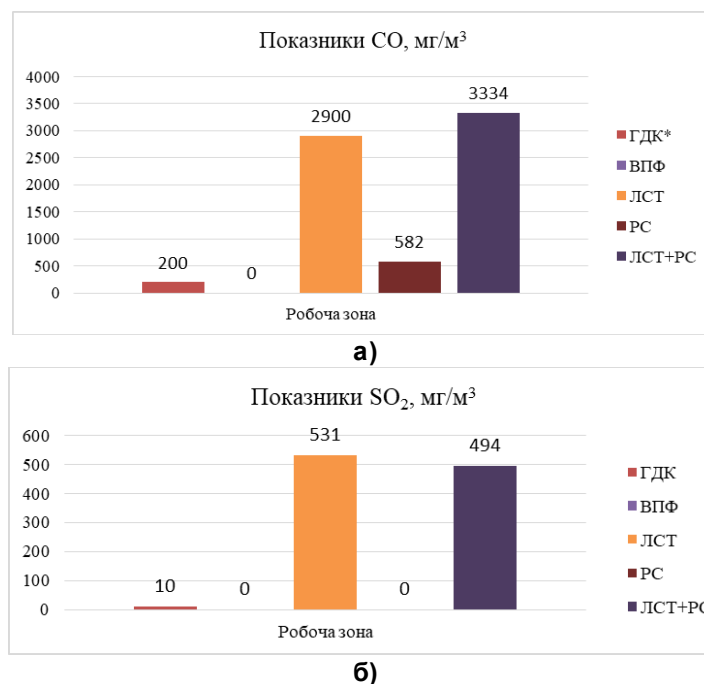 Показники СО, мг/м³
4000
3500
3000
2500
2000
1500
1000
500
0
200
0
2900
582
3334
Робоча зона
ГДК*
ВПФ
ЛСТ
РС
ЛСТ+РС
а)
Показники SO₂, мг/м³
600
500
400
300
200
100
0
10
0
531
0
494
Робоча зона
ГДК
ВПФ
ЛСТ
РС
ЛСТ+РС
б)